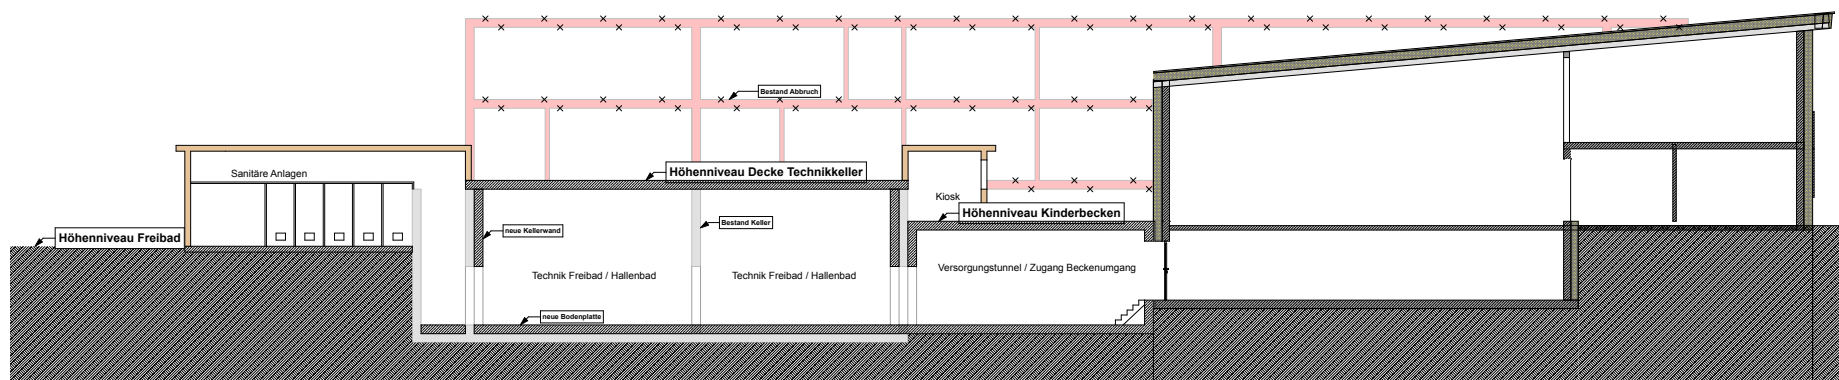 Bestand Abbruch
Sanitäre Anlagen
Höhenniveau Decke Technikkeller
Kiosk
Höhenniveau Kinderbecken
Bestand Keller
neue Kellerwand
Höhenniveau Freibad
Technik Freibad / Hallenbad
Technik Freibad / Hallenbad
Versorgungstunnel / Zugang Beckenumgang
neue Bodenplatte